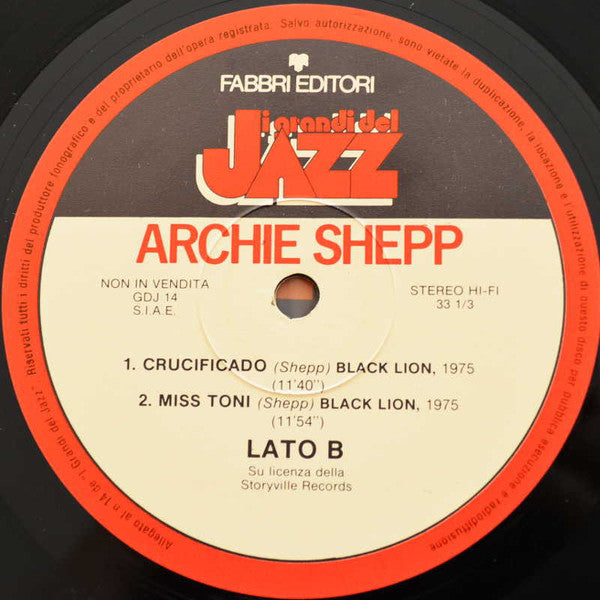 FABBRI EDITORI
i grandi del
JAZZ
ARCHIE SHEPP
NON IN VENDITA
GDJ 14
S.I.A.E.
STEREO HI-FI
33 1/3
1. CRUCIFICADO (Shepp) BLACK LION, 1975
(11'40")
2. MISS TONI (Shepp) BLACK LION, 1975
(11'54")
LATO B
Su licenza della
Storyville Records
Allegato al n. 14 de "I Grandi del Jazz" Riservati tutti i diritti del produttore fonografico e del proprietario dell'opera registrata. Salvo autorizzazione, sono vietate la duplicazione, la locazione e l'utilizzazione di questo disco per pubblica esecuzione e radiodiffusione